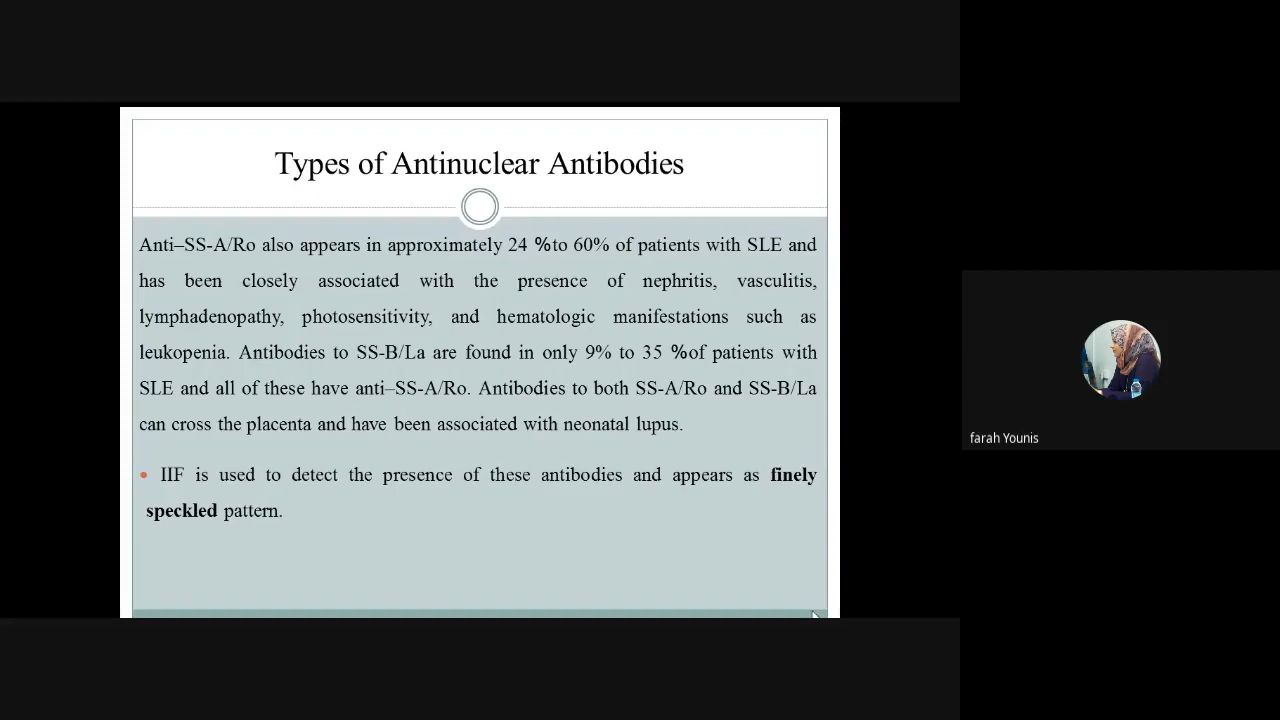 Types of Antinuclear Antibodies
Anti–SS-A/Ro also appears in approximately 24 %to 60% of patients with SLE and
has been closely associated with the presence of nephritis, vasculitis,
lymphadenopathy, photosensitivity, and hematologic manifestations such as
leukopenia. Antibodies to SS-B/La are found in only 9% to 35 %of patients with
SLE and all of these have anti–SS-A/Ro. Antibodies to both SS-A/Ro and SS-B/La
can cross the placenta and have been associated with neonatal lupus.
• IIF is used to detect the presence of these antibodies and appears as finely
speckled pattern.
farah Younis